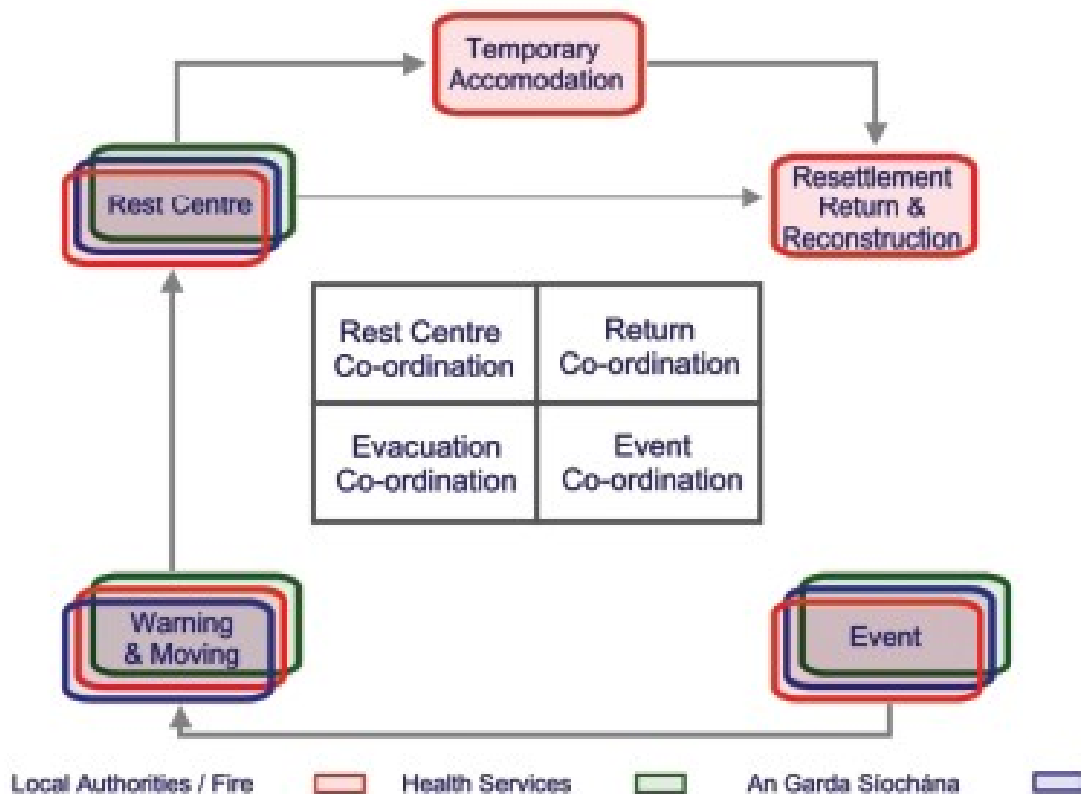 Temporary
Accomodation
Rest Centre
Resettlement
Return &
Reconstruction
Rest Centre
Co-ordination
Return
Co-ordination
Evacuation
Co-ordination
Event
Co-ordination
Warning
& Moving
Event
Local Authorities / Fire
Health Services
An Garda Síochána